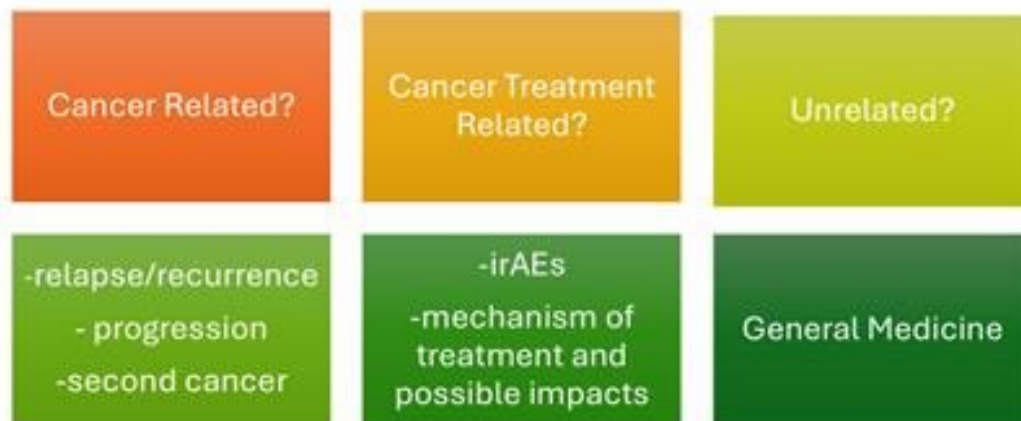 Cancer Related?
Cancer Treatment
Related?
Unrelated?
-relapse/recurrence
- progression
-second cancer
-irAEs
-mechanism of
treatment and
possible impacts
General Medicine